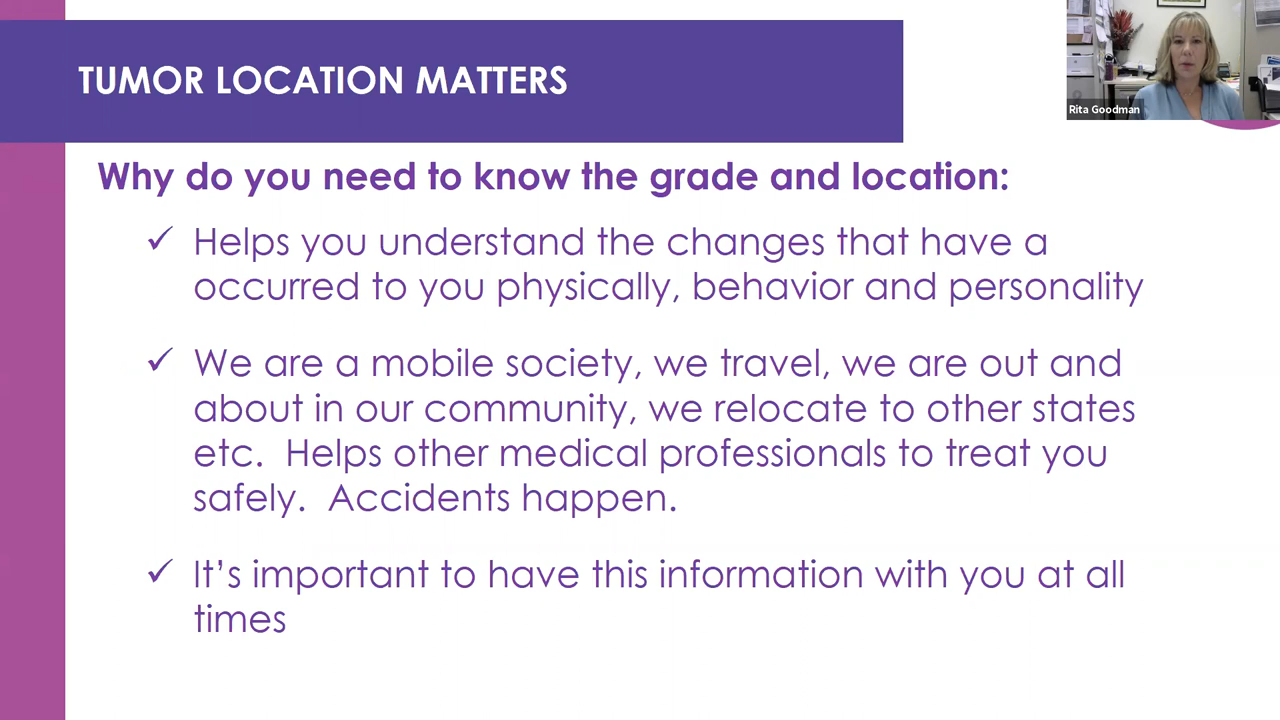 TUMOR LOCATION MATTERS
Rita Goodman
Why do you need to know the grade and location:
✓ Helps you understand the changes that have a
occurred to you physically, behavior and personality
✓ We are a mobile society, we travel, we are out and
about in our community, we relocate to other states
etc.  Helps other medical professionals to treat you
safely.  Accidents happen.
✓ It’s important to have this information with you at all
times